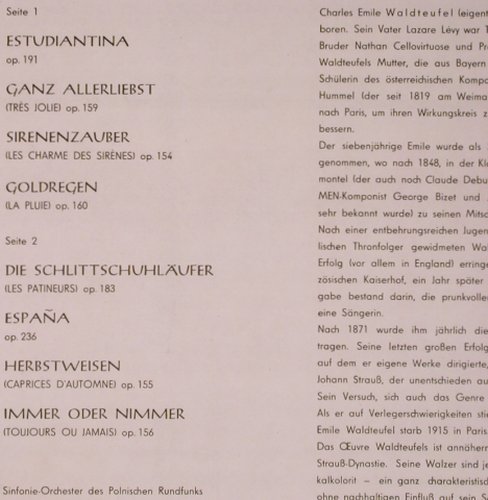 Seite 1
ESTUDIANTINA
op. 191
GANZ ALLERLIEBST
(TRÈS JOLIE) op. 159
SIRENENZAUBER
(LES CHARME DES SIRÈNES) op. 154
GOLDREGEN
(LA PLUIE) op. 160
Seite 2
DIE SCHLITTSCHUHLÄUFER
(LES PATINEURS) op. 183
ESPAÑA
op. 236
HERBSTWEISEN
(CAPRICES D'AUTOMNE) op. 155
IMMER ODER NIMMER
(TOUJOURS OU JAMAIS) op. 156
Sinfonie-Orchester des Polnischen Rundfunks
Charles Emile Waldteufel (eigent
boren. Sein Vater Lazare Lévy war
Bruder Nathan Cellovirtuose und Pr
Waldteufels Mutter, die aus Bayern
Schülerin des österreichischen Kompo
Hummel (der seit 1819 am Weima
nach Paris, um ihren Wirkungskreis z
bessern.
Der siebenjährige Emile wurde als
genommen, wo nach 1848, in der Kl
montel (der auch noch Claude Debu
MEN-Komponist George Bizet und
sehr bekannt wurde) zu seinen Mitsc
Nach einer entbehrungsreichen Jugen
lischen Thronfolger gewidmeten Wa
Erfolg (vor allem in England) erringe
zösischen Kaiserhof, ein Jahr später
gabe bestand darin, die prunkvolle
eine Sängerin.
Nach 1871 wurde ihm jährlich die
tragen. Seine letzten großen Erfolg
auf dem er eigene Werke dirigierte,
Johann Strauß, der unentschieden au
Sein Versuch, sich auch das Genre
Als er auf Verlegerschwierigkeiten stie
Emile Waldteufel starb 1915 in Paris.
Das Œuvre Waldteufels ist annähern
Strauß-Dynastie. Seine Walzer sind je
kalkolorit – ein ganz charakteristisc
ohne nachhaltigen Einfluß auf sein S